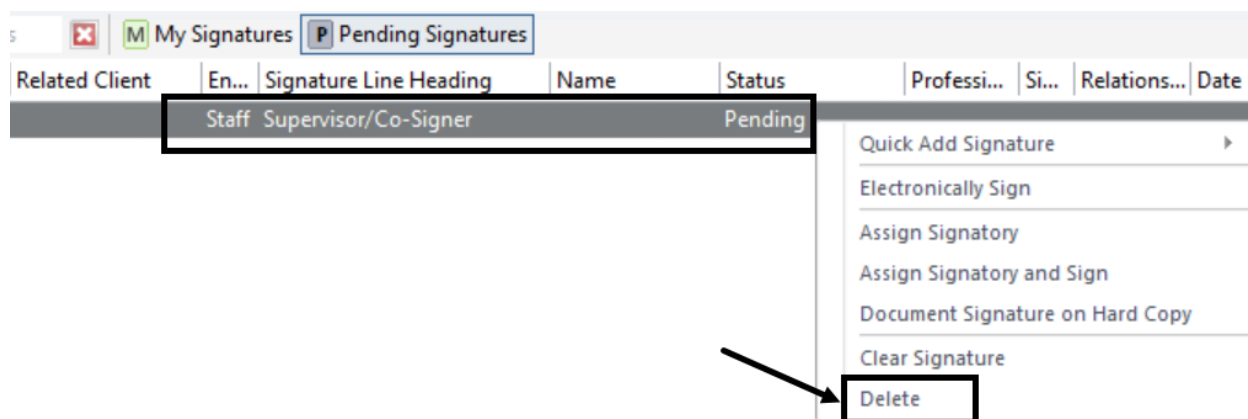 s M My Signatures P Pending Signatures
Related Client En... Signature Line Heading Name Status Professi... Si... Relations... Date
Staff Supervisor/Co-Signer Pending
Quick Add Signature
Electronically Sign
Assign Signatory
Assign Signatory and Sign
Document Signature on Hard Copy
Clear Signature
Delete